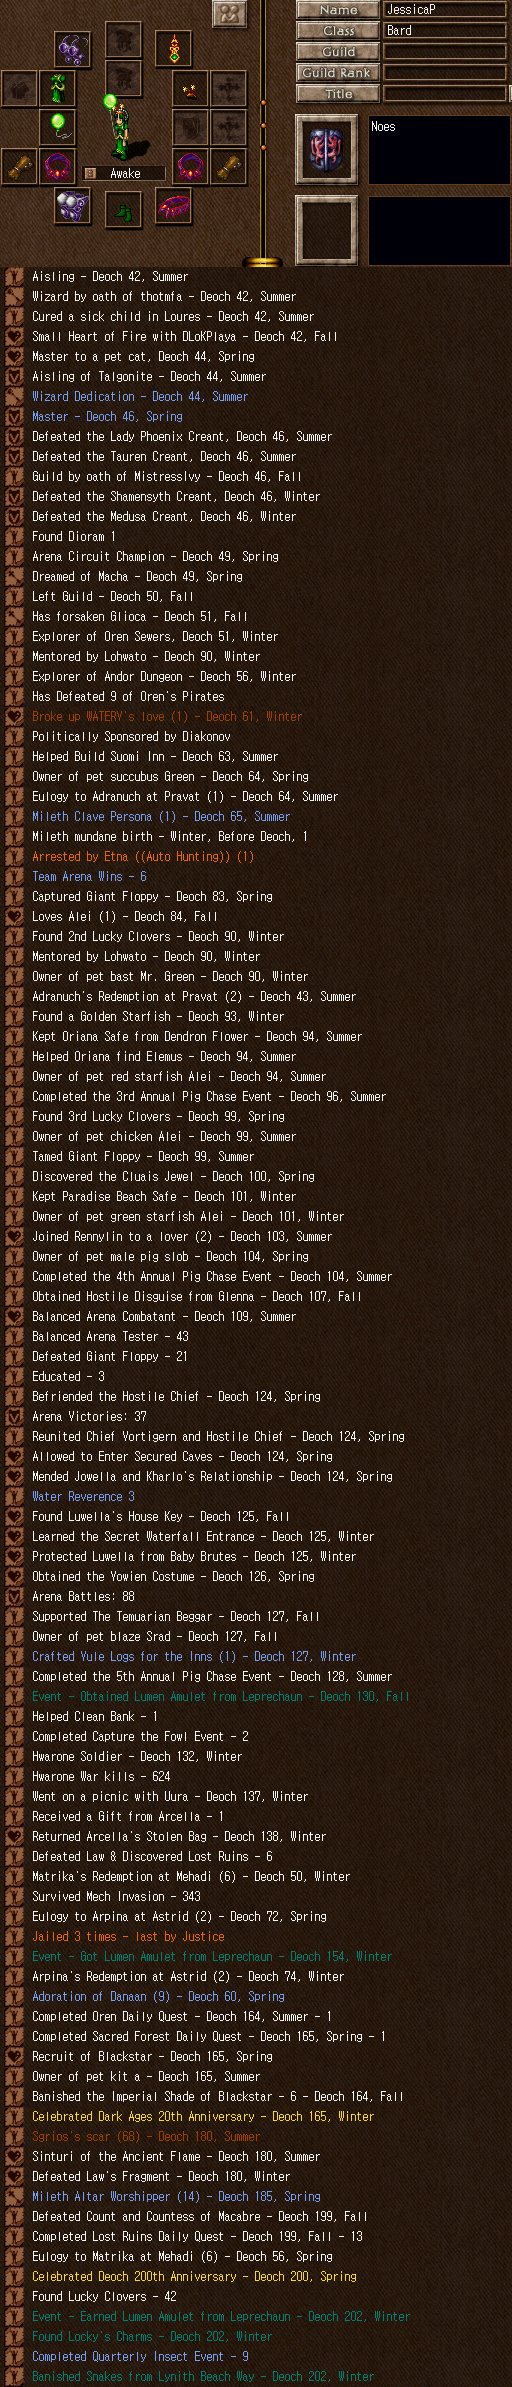 Name
JessicaP
Class
Bard
Guild
Guild Rank
Title
Noes
Awake
Aisling - Deoch 42, Summer
Wizard by oath of thotmfa - Deoch 42, Summer
Cured a sick child in Loures - Deoch 42, Summer
Small Heart of Fire with DLoKPlaya - Deoch 42, Fall
Master to a pet cat, Deoch 44, Spring
Aisling of Talgonite - Deoch 44, Summer
Wizard Dedication - Deoch 44, Summer
Master - Deoch 46, Spring
Defeated the Lady Phoenix Creant, Deoch 46, Summer
Defeated the Tauren Creant, Deoch 46, Summer
Guild by oath of MistressIvy - Deoch 46, Fall
Defeated the Shamensyth Creant, Deoch 46, Winter
Defeated the Medusa Creant, Deoch 46, Winter
Found Dioram 1
Arena Circuit Champion - Deoch 49, Spring
Dreamed of Macha - Deoch 49, Spring
Left Guild - Deoch 50, Fall
Has forsaken Glioca - Deoch 51, Fall
Explorer of Oren Sewers, Deoch 51, Winter
Mentored by Lohwato - Deoch 90, Winter
Explorer of Andor Dungeon - Deoch 56, Winter
Has Defeated 9 of Oren's Pirates
Broke up WATERY's love (1) - Deoch 61, Winter
Politically Sponsored by Diakonov
Helped Build Suomi Inn - Deoch 63, Summer
Owner of pet succubus Green - Deoch 64, Spring
Eulogy to Adranuch at Pravat (1) - Deoch 64, Summer
Mileth Clave Persona (1) - Deoch 65, Summer
Mileth mundane birth - Winter, Before Deoch, 1
Arrested by Etna ((Auto Hunting)) (1)
Team Arena Wins - 6
Captured Giant Floppy - Deoch 83, Spring
Loves Alei (1) - Deoch 84, Fall
Found 2nd Lucky Clovers - Deoch 90, Winter
Mentored by Lohwato - Deoch 90, Winter
Owner of pet bast Mr. Green - Deoch 90, Winter
Adranuch's Redemption at Pravat (2) - Deoch 43, Summer
Found a Golden Starfish - Deoch 93, Winter
Kept Oriana Safe from Dendron Flower - Deoch 94, Summer
Helped Oriana find Elemus - Deoch 94, Summer
Owner of pet red starfish Alei - Deoch 94, Summer
Completed the 3rd Annual Pig Chase Event - Deoch 96, Summer
Found 3rd Lucky Clovers - Deoch 99, Spring
Owner of pet chicken Alei - Deoch 99, Summer
Tamed Giant Floppy - Deoch 99, Summer
Discovered the Cluais Jewel - Deoch 100, Spring
Kept Paradise Beach Safe - Deoch 101, Winter
Owner of pet green starfish Alei - Deoch 101, Winter
Joined Rennylin to a lover (2) - Deoch 103, Summer
Owner of pet male pig slob - Deoch 104, Spring
Completed the 4th Annual Pig Chase Event - Deoch 104, Summer
Obtained Hostile Disguise from Glenna - Deoch 107, Fall
Balanced Arena Combatant - Deoch 109, Summer
Balanced Arena Tester - 43
Defeated Giant Floppy - 21
Educated - 3
Befriended the Hostile Chief - Deoch 124, Spring
Arena Victories: 37
Reunited Chief Vortigern and Hostile Chief - Deoch 124, Spring
Allowed to Enter Secured Caves - Deoch 124, Spring
Mended Jowella and Kharlo's Relationship - Deoch 124, Spring
Water Reverence 3
Found Luwella's House Key - Deoch 125, Fall
Learned the Secret Waterfall Entrance - Deoch 125, Winter
Protected Luwella from Baby Brutes - Deoch 125, Winter
Obtained the Yowien Costume - Deoch 126, Spring
Arena Battles: 88
Supported The Temuarian Beggar - Deoch 127, Fall
Owner of pet blaze Srad - Deoch 127, Fall
Crafted Yule Logs for the Inns (1) - Deoch 127, Winter
Completed the 5th Annual Pig Chase Event - Deoch 128, Summer
Event - Obtained Lumen Amulet from Leprechaun - Deoch 130, Fall
Helped Clean Bank - 1
Completed Capture the Fowl Event - 2
Hwarone Soldier - Deoch 132, Winter
Hwarone War kills - 624
Went on a picnic with Uura - Deoch 137, Winter
Received a Gift from Arcella - 1
Returned Arcella's Stolen Bag - Deoch 138, Winter
Defeated Law & Discovered Lost Ruins - 6
Matrika's Redemption at Mehadi (6) - Deoch 50, Winter
Survived Mech Invasion - 343
Eulogy to Arpina at Astrid (2) - Deoch 72, Spring
Jailed 3 times - last by Justice
Event - Got Lumen Amulet from Leprechaun - Deoch 154, Winter
Arpina's Redemption at Astrid (2) - Deoch 74, Winter
Adoration of Danaan (9) - Deoch 60, Spring
Completed Oren Daily Quest - Deoch 164, Summer - 1
Completed Sacred Forest Daily Quest - Deoch 165, Spring - 1
Recruit of Blackstar - Deoch 165, Spring
Owner of pet kit a - Deoch 165, Summer
Banished the Imperial Shade of Blackstar - 6 - Deoch 164, Fall
Celebrated Dark Ages 20th Anniversary - Deoch 165, Winter
Sgrios's scar (68) - Deoch 180, Summer
Sinturi of the Ancient Flame - Deoch 180, Summer
Defeated Law's Fragment - Deoch 180, Winter
Mileth Altar Worshipper (14) - Deoch 185, Spring
Defeated Count and Countess of Macabre - Deoch 199, Fall
Completed Lost Ruins Daily Quest - Deoch 199, Fall - 13
Eulogy to Matrika at Mehadi (6) - Deoch 56, Spring
Celebrated Deoch 200th Anniversary - Deoch 200, Spring
Found Lucky Clovers - 42
Event - Earned Lumen Amulet from Leprechaun - Deoch 202, Winter
Found Locky's Charms - Deoch 202, Winter
Completed Quarterly Insect Event - 9
Banished Snakes from Lynith Beach Way - Deoch 202, Winter